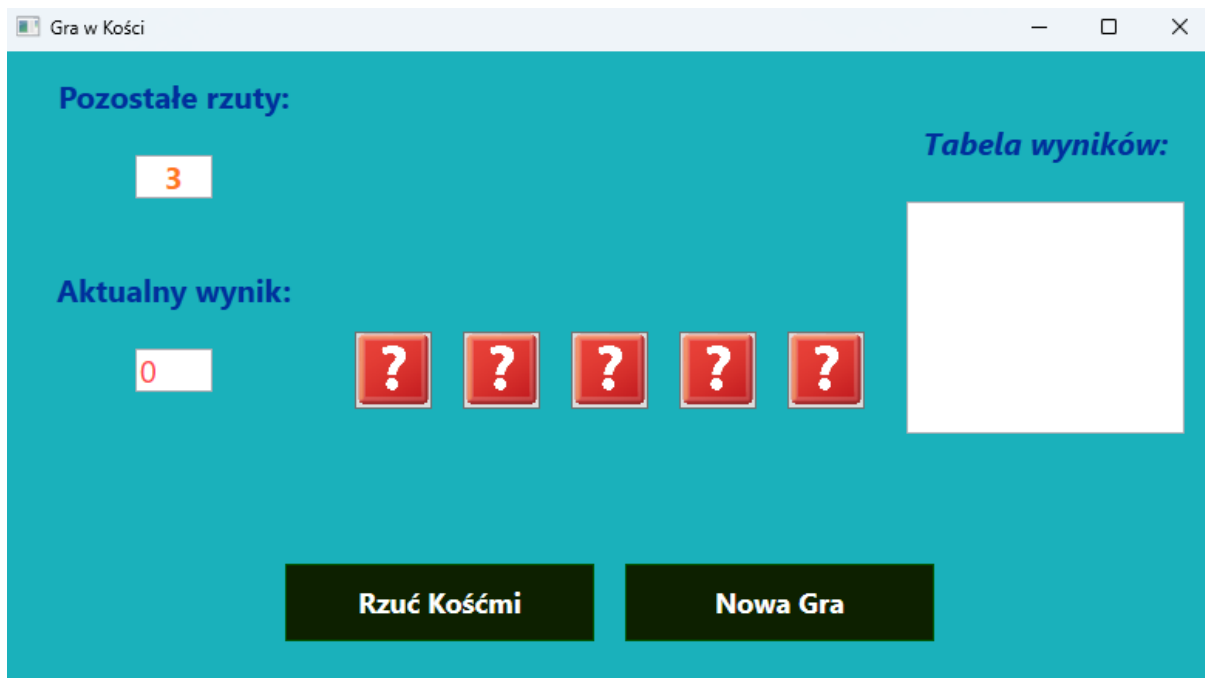 Gra w Kości
Pozostałe rzuty:
3
Aktualny wynik:
0
? ? ? ? ?
Tabela wyników:
Rzuć Kośćmi
Nowa Gra